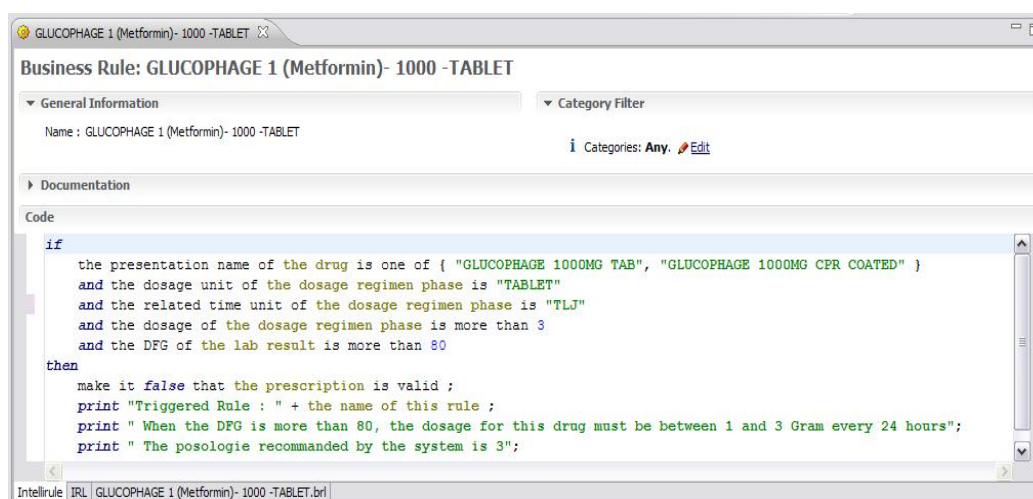 GLUCOPHAGE 1 (Metformin)- 1000 -TABLET
Business Rule: GLUCOPHAGE 1 (Metformin)- 1000 -TABLET
General Information
Category Filter
Name : GLUCOPHAGE 1 (Metformin)- 1000 -TABLET
i Categories: Any. Edit
Documentation
Code
if
the presentation name of the drug is one of { "GLUCOPHAGE 1000MG TAB", "GLUCOPHAGE 1000MG CPR COATED" }
and the dosage unit of the dosage regimen phase is "TABLET"
and the related time unit of the dosage regimen phase is "TLJ"
and the dosage of the dosage regimen phase is more than 3
and the DFG of the lab result is more than 80
then
make it false that the prescription is valid ;
print "Triggered Rule : " + the name of this rule ;
print " When the DFG is more than 80, the dosage for this drug must be between 1 and 3 Gram every 24 hours";
print " The posologie recommanded by the system is 3";
Intellirule IRL GLUCOPHAGE 1 (Metformin)- 1000 -TABLET.brl